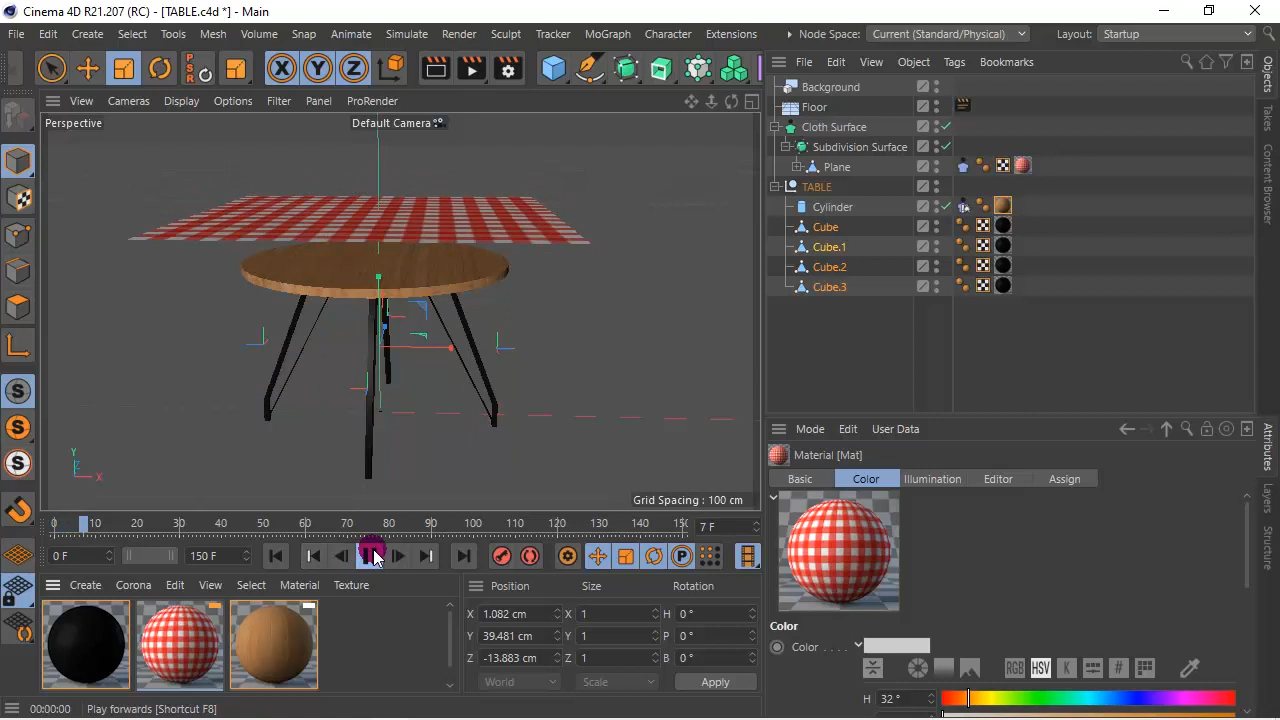 Cinema 4D R21.207 (RC) - [TABLE.c4d *] - Main
File Edit Create Select Tools Mesh Volume Snap Animate Simulate Render Sculpt Tracker MoGraph Character Extensions Node Space: Current (Standard/Physical) Layout: Startup
PSR X Y Z
View Cameras Display Options Filter Panel ProRender
File Edit View Object Tags Bookmarks
Perspective Default Camera
Background
Floor
Cloth Surface
Subdivision Surface
Plane
TABLE
Cylinder
Cube
Cube.1
Cube.2
Cube.3
Objects
Takes
Content Browser
Y
Z X
Grid Spacing : 100 cm
Mode Edit User Data
Material [Mat]
Basic Color Illumination Editor Assign
Attributes
Layers
Structure
0 10 20 30 40 50 60 70 80 90 100 110 120 130 140 15 7 F
0 F 150 F
Create Corona Edit View Select Material Texture
Position Size Rotation
X 1.082 cm X 1 H 0 °
Y 39.481 cm Y 1 P 0 °
Z -13.883 cm Z 1 B 0 °
World Scale Apply
Color
Color . . . .
RGB HSV K #
H 32 °
00:00:00 Play forwards [Shortcut F8]